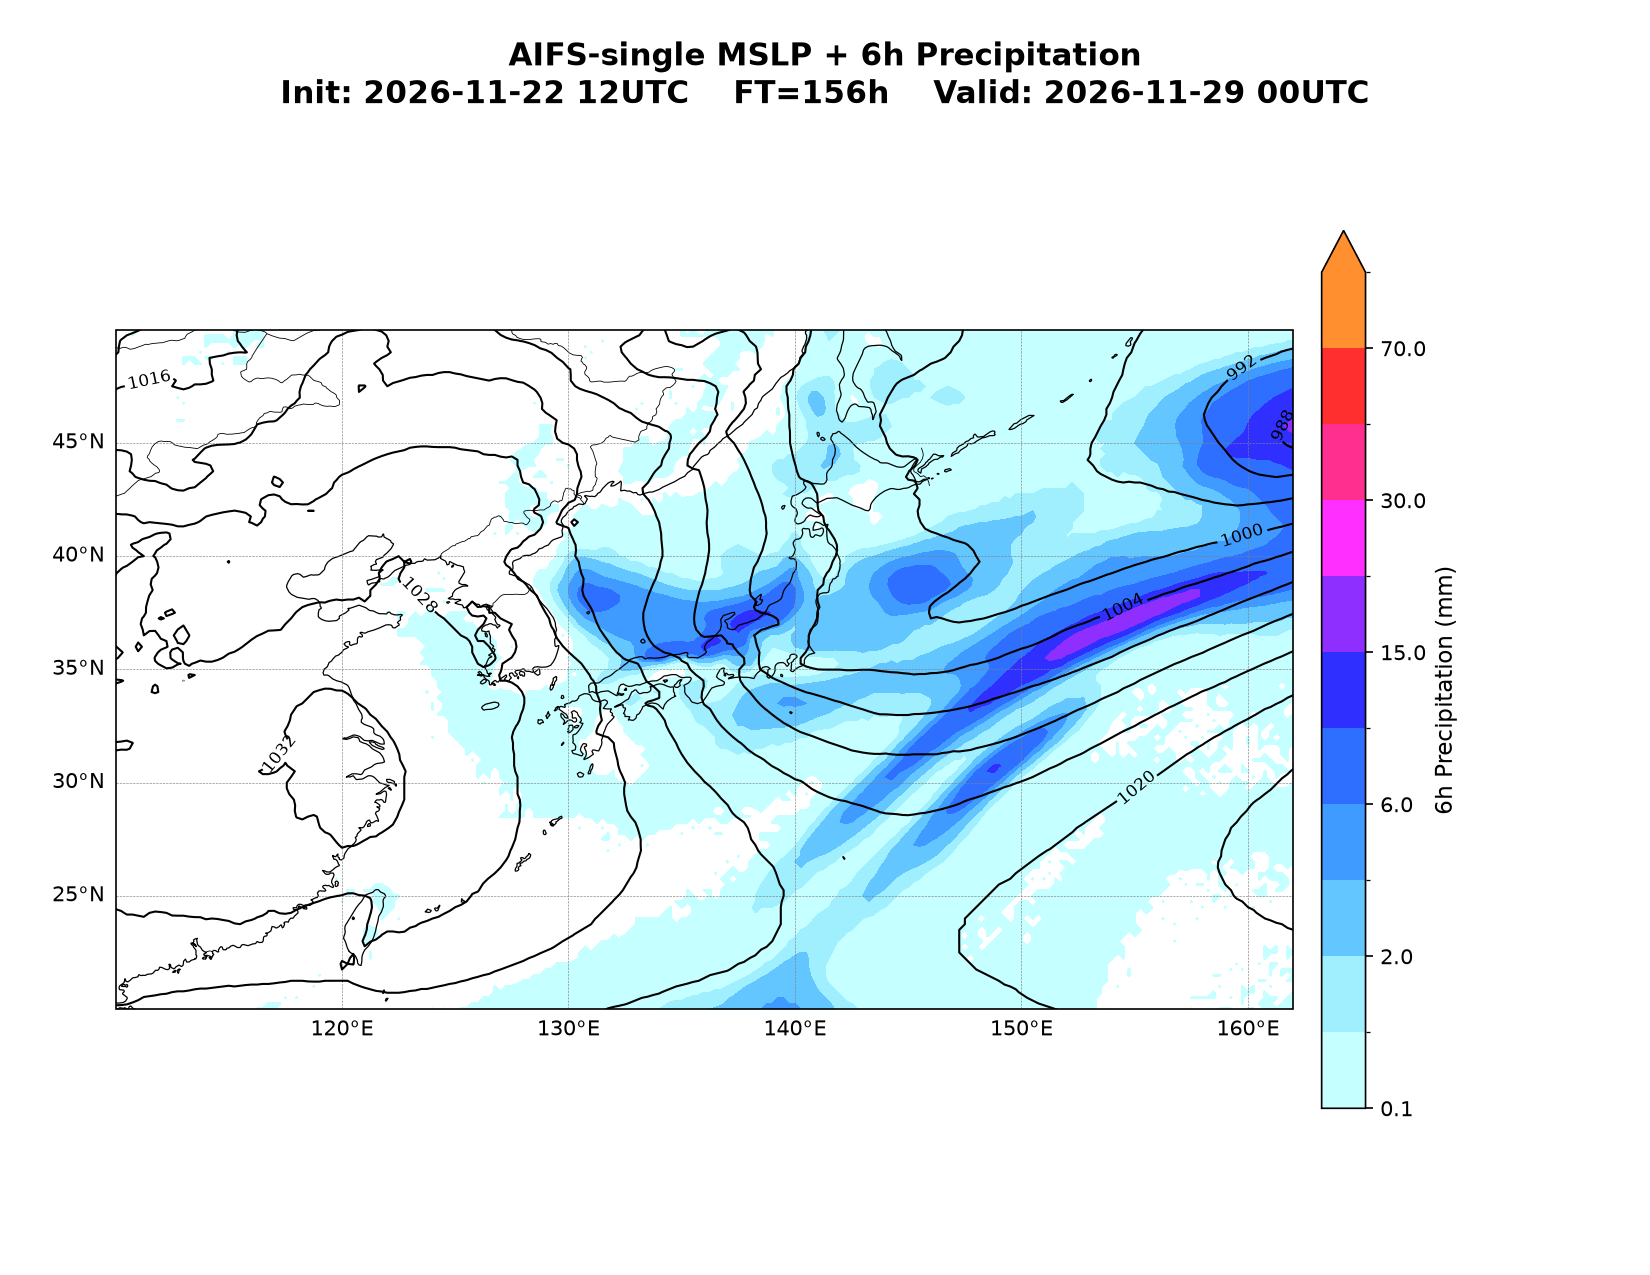 AIFS-single MSLP + 6h Precipitation
Init: 2026-11-22 12UTC    FT=156h    Valid: 2026-11-29 00UTC
1016
992
988
45°N
1000
40°N
1028
1004
35°N
1032
30°N
1020
25°N
120°E
130°E
140°E
150°E
160°E
70.0
30.0
15.0
6.0
2.0
0.1
6h Precipitation (mm)